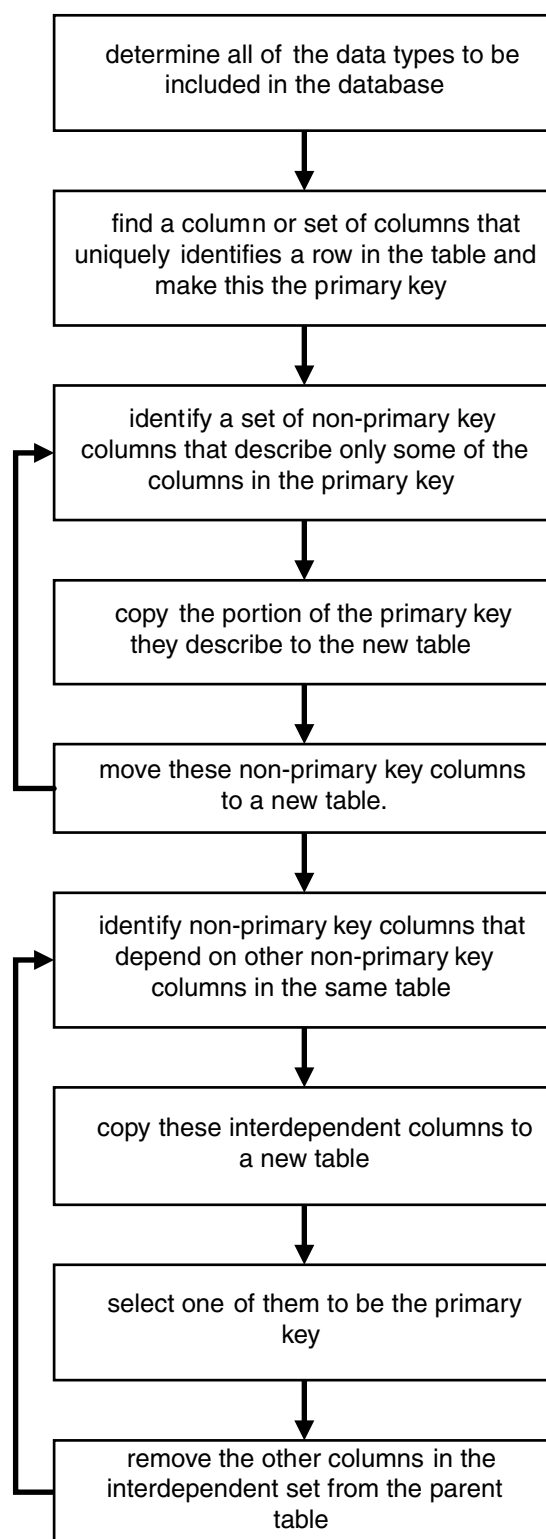 determine all of the data types to be
included in the database
find a column or set of columns that
uniquely identifies a row in the table and
make this the primary key
identify a set of non-primary key
columns that describe only some of the
columns in the primary key
copy the portion of the primary key
they describe to the new table
move these non-primary key columns
to a new table.
identify non-primary key columns that
depend on other non-primary key
columns in the same table
copy these interdependent columns to
a new table
select one of them to be the primary
key
remove the other columns in the
interdependent set from the parent
table